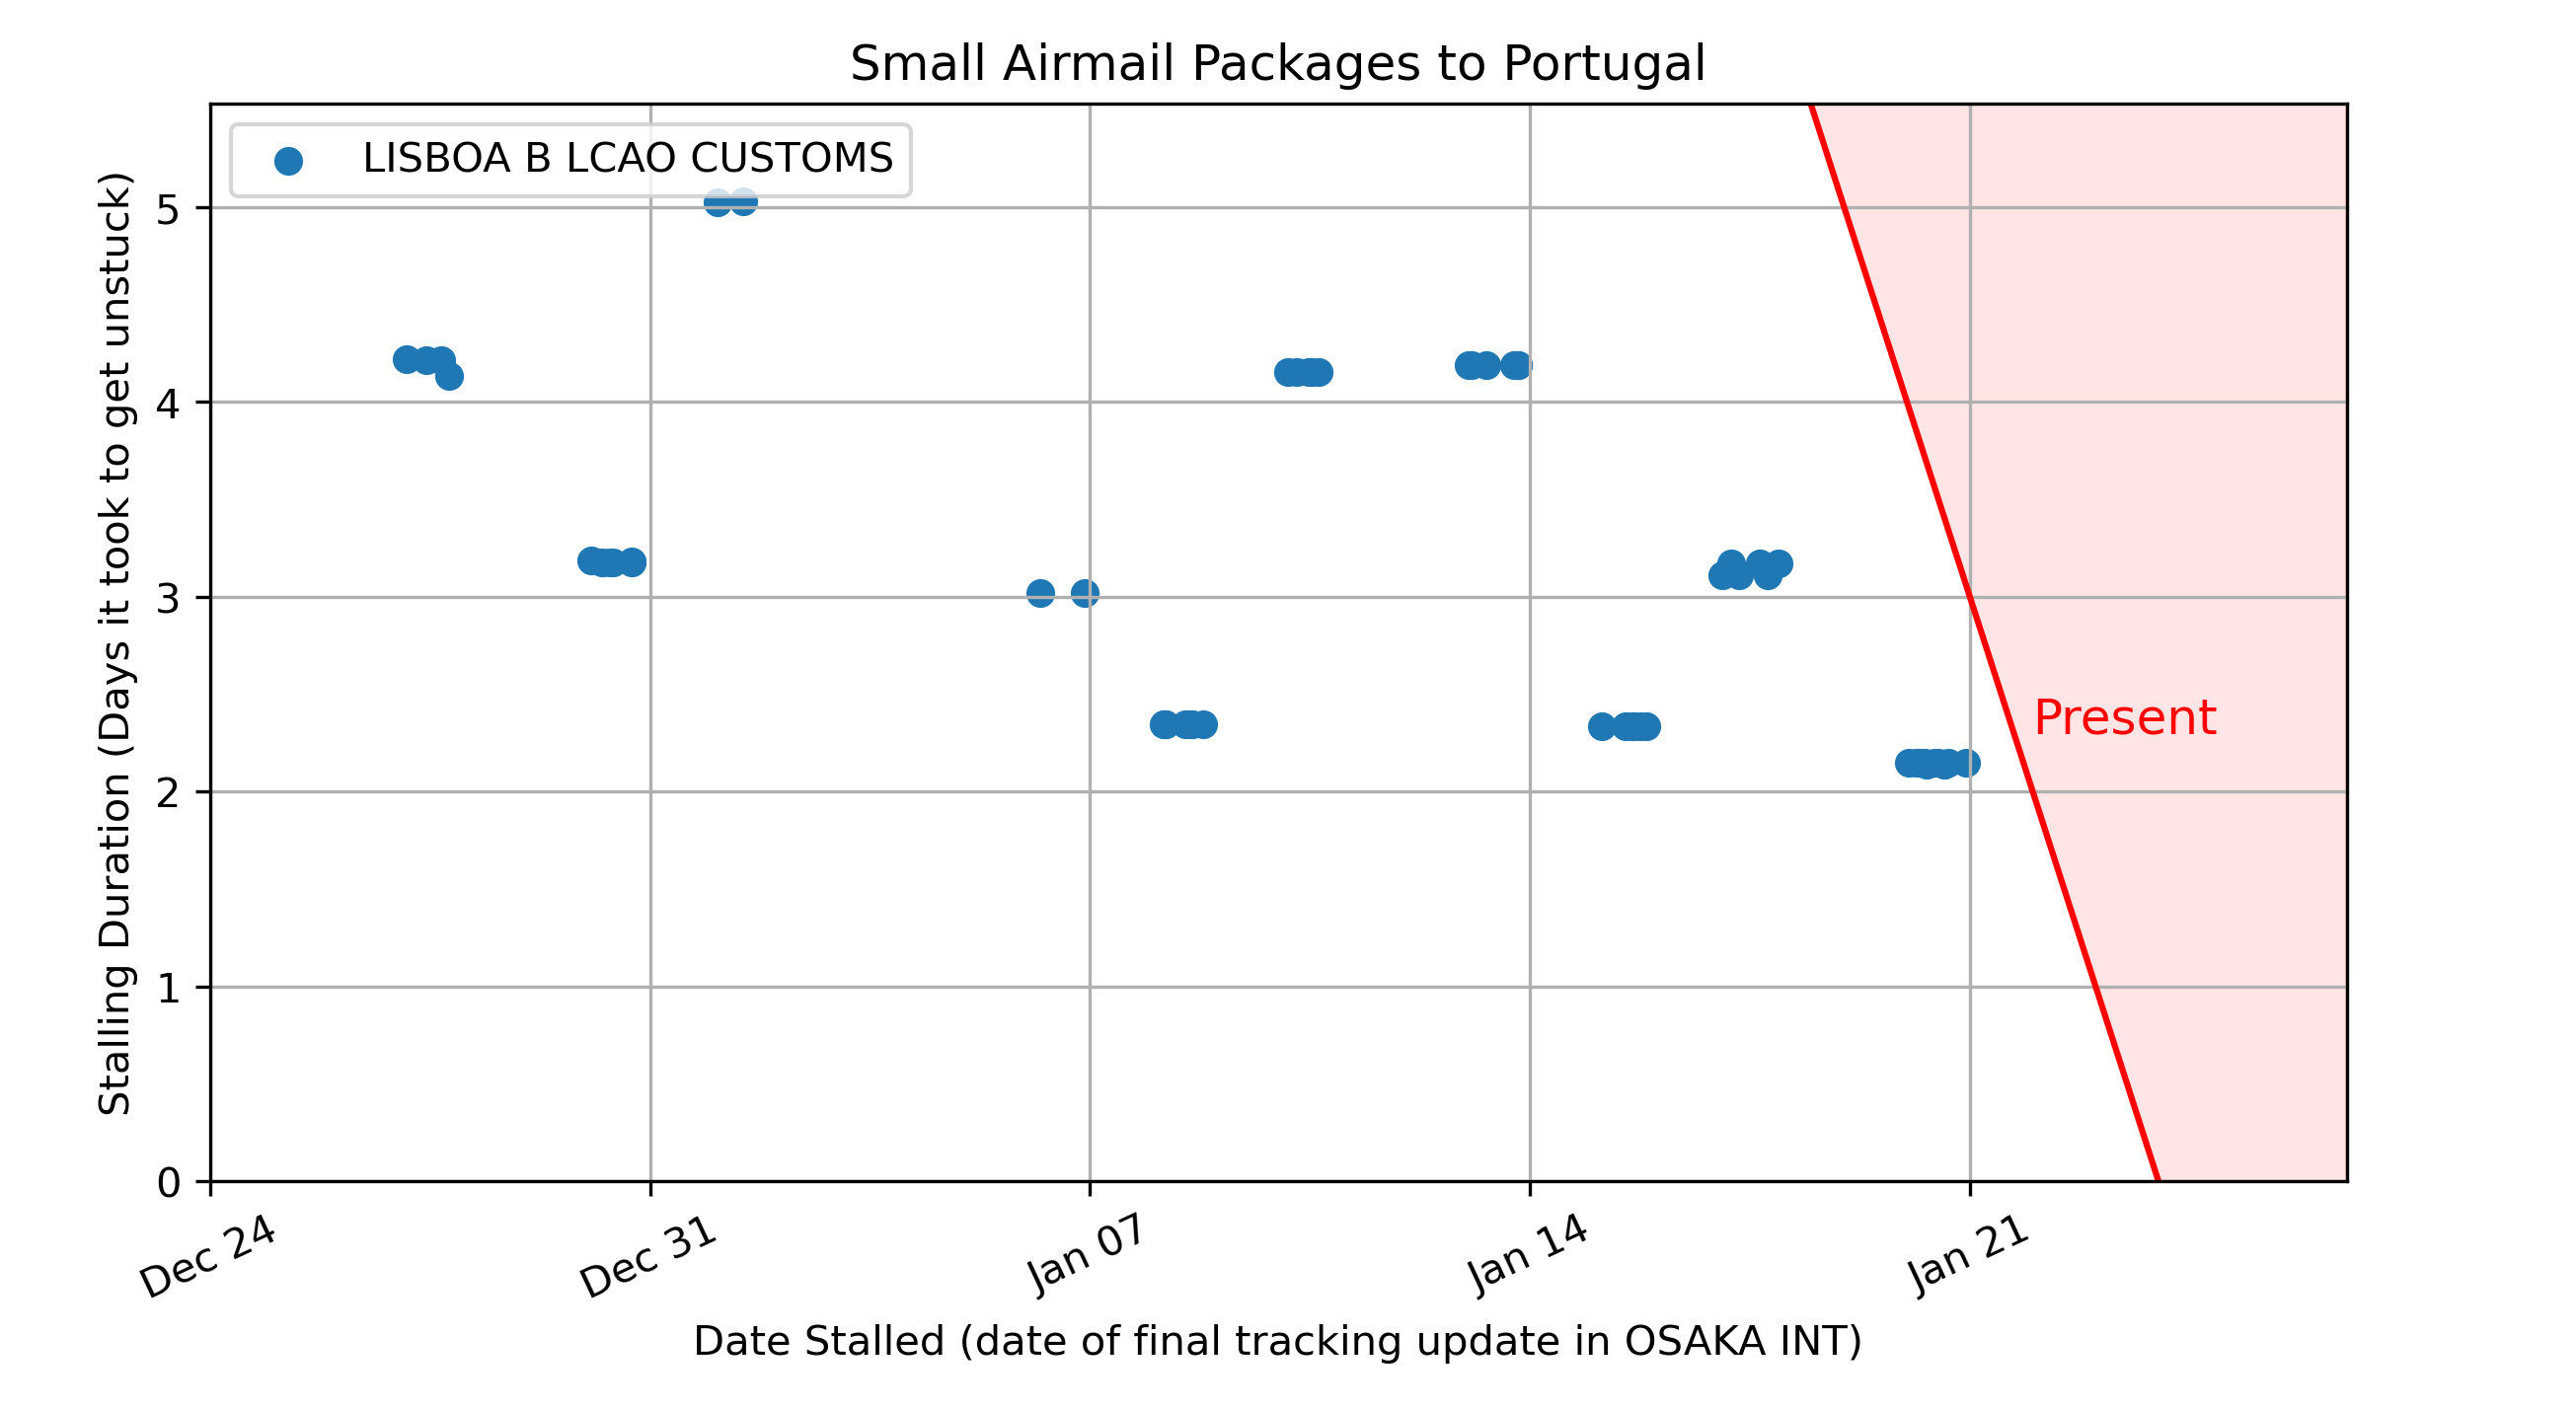 Small Airmail Packages to Portugal
LISBOA B LCAO CUSTOMS
Stalling Duration (Days it took to get unstuck)
5
4
3
2
1
0
Present
Dec 24
Dec 31
Jan 07
Jan 14
Jan 21
Date Stalled (date of final tracking update in OSAKA INT)